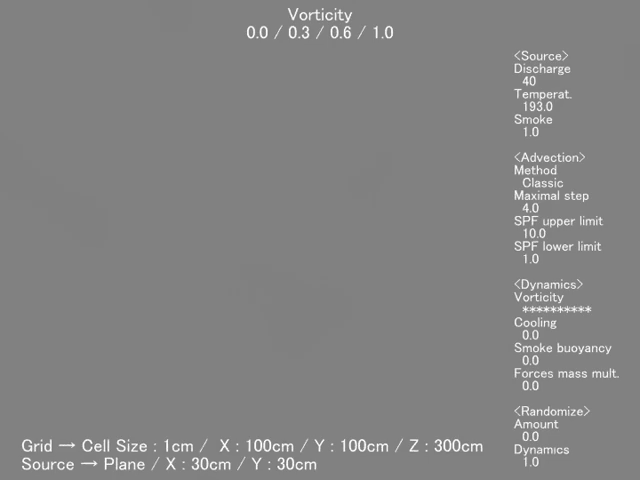 Vorticity
0.0 / 0.3 / 0.6 / 1.0
<Source>
Discharge
40
Temperat.
193.0
Smoke
1.0
<Advection>
Method
Classic
Maximal step
4.0
SPF upper limit
10.0
SPF lower limit
1.0
<Dynamics>
Vorticity
**********
Cooling
0.0
Smoke buoyancy
0.0
Forces mass mult.
0.0
<Randomize>
Amount
0.0
Dynamics
1.0
Grid → Cell Size : 1cm / X : 100cm / Y : 100cm / Z : 300cm
Source → Plane / X : 30cm / Y : 30cm